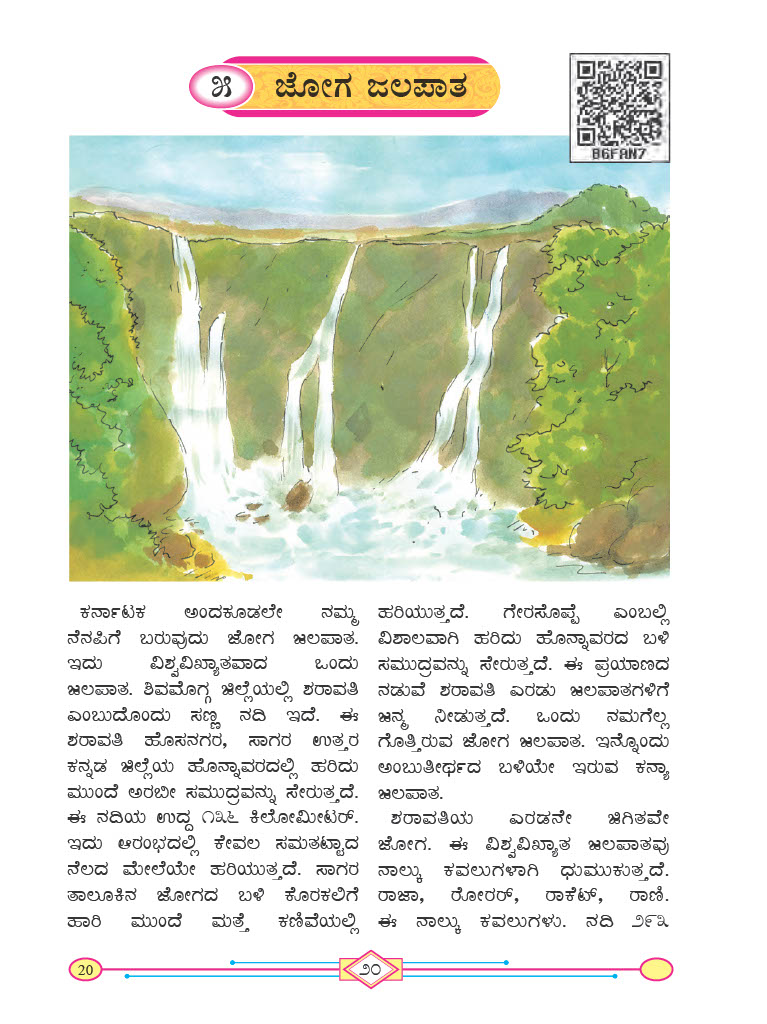 ೫
ಜೋಗ ಜಲಪಾತ
B6FAN7
ಕರ್ನಾಟಕ ಅಂದಕೂಡಲೇ ನಮ್ಮ
ನೆನಪಿಗೆ ಬರುವುದು ಜೋಗ ಜಲಪಾತ.
ಇದು ವಿಶ್ವವಿಖ್ಯಾತವಾದ ಒಂದು
ಜಲಪಾತ. ಶಿವಮೊಗ್ಗ ಜಿಲ್ಲೆಯಲ್ಲಿ ಶರಾವತಿ
ಎಂಬುದೊಂದು ಸಣ್ಣ ನದಿ ಇದೆ. ಈ
ಶರಾವತಿ ಹೊಸನಗರ, ಸಾಗರ ಉತ್ತರ
ಕನ್ನಡ ಜಿಲ್ಲೆಯ ಹೊನ್ನಾವರದಲ್ಲಿ ಹರಿದು
ಮುಂದೆ ಅರಬೀ ಸಮುದ್ರವನ್ನು ಸೇರುತ್ತದೆ.
ಈ ನದಿಯ ಉದ್ದ ೧೩೬ ಕಿಲೋಮೀಟರ್.
ಇದು ಆರಂಭದಲ್ಲಿ ಕೇವಲ ಸಮತಟ್ಟಾದ
ನೆಲದ ಮೇಲೆಯೇ ಹರಿಯುತ್ತದೆ. ಸಾಗರ
ತಾಲೂಕಿನ ಜೋಗದ ಬಳಿ ಕೊರಕಲಿಗೆ
ಹಾರಿ ಮುಂದೆ ಮತ್ತೆ ಕಣಿವೆಯಲ್ಲಿ
ಹರಿಯುತ್ತದೆ. ಗೇರಸೊಪ್ಪೆ ಎಂಬಲ್ಲಿ
ವಿಶಾಲವಾಗಿ ಹರಿದು ಹೊನ್ನಾವರದ ಬಳಿ
ಸಮುದ್ರವನ್ನು ಸೇರುತ್ತದೆ. ಈ ಪ್ರಯಾಣದ
ನಡುವೆ ಶರಾವತಿ ಎರಡು ಜಲಪಾತಗಳಿಗೆ
ಜನ್ಮ ನೀಡುತ್ತದೆ. ಒಂದು ನಮಗೆಲ್ಲ
ಗೊತ್ತಿರುವ ಜೋಗ ಜಲಪಾತ. ಇನ್ನೊಂದು
ಅಂಬುತೀರ್ಥದ ಬಳಿಯೇ ಇರುವ ಕನ್ಯಾ
ಜಲಪಾತ.
ಶರಾವತಿಯ ಎರಡನೇ ಜಿಗಿತವೇ
ಜೋಗ. ಈ ವಿಶ್ವವಿಖ್ಯಾತ ಜಲಪಾತವು
ನಾಲ್ಕು ಕವಲುಗಳಾಗಿ ಧುಮುಕುತ್ತದೆ.
ರಾಜಾ, ರೋರರ್, ರಾಕೆಟ್, ರಾಣಿ.
ಈ ನಾಲ್ಕು ಕವಲುಗಳು. ನದಿ ೨೯೩
20
೨೦